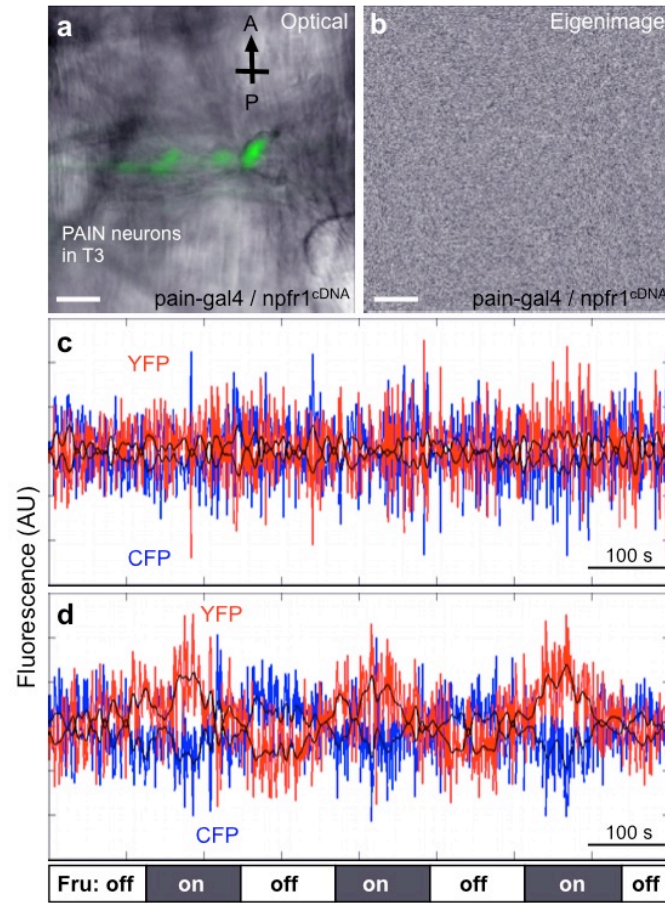 a
A
Optical
P
PAIN neurons
in T3
pain-gal4 / npfr1cDNA
b
Eigenimage
pain-gal4 / npfr1cDNA
c
YFP
CFP
100 s
d
YFP
CFP
100 s
Fluorescence (AU)
Fru: off on off on off on off